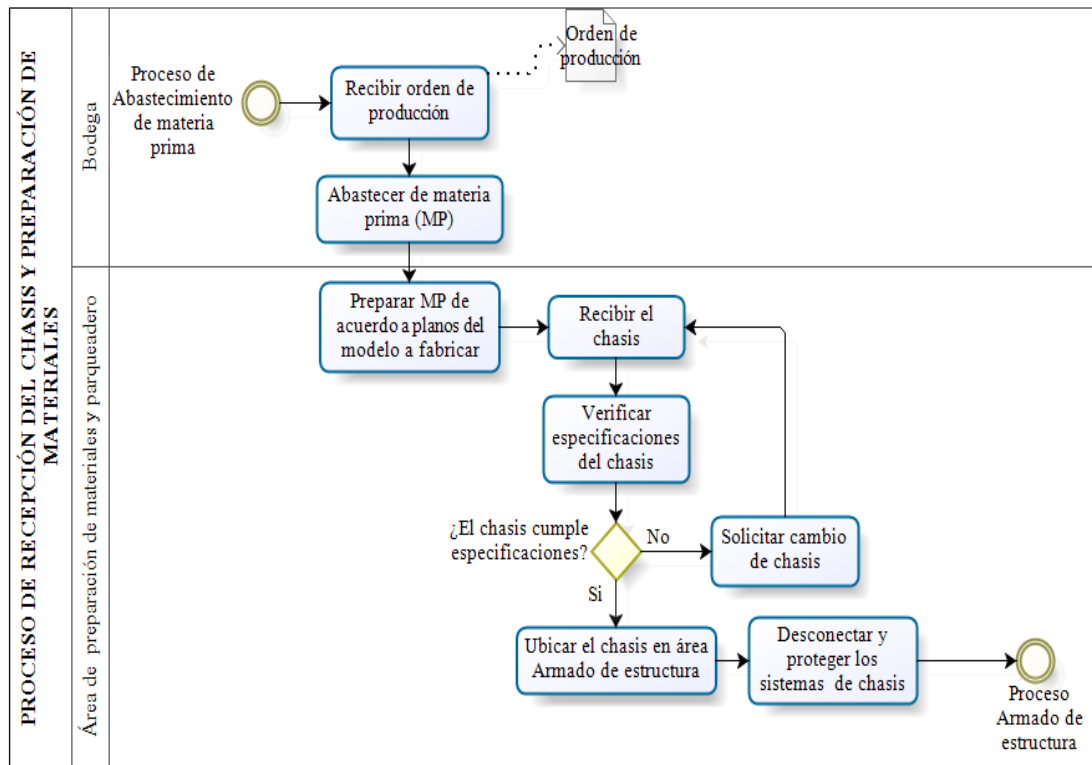 PROCESO DE RECEPCIÓN DEL CHASIS Y PREPARACIÓN DE
MATERIALES
Bodega
Proceso de
Abastecimiento
de materia
prima
Recibir orden de
producción
Orden de
producción
Abastecer de materia
prima (MP)
Área de preparación de materiales y parqueadero
Preparar MP de
acuerdo a planos del
modelo a fabricar
Recibir el
chasis
Verificar
especificaciones
del chasis
¿El chasis cumple
especificaciones?
No
Solicitar cambio
de chasis
Si
Ubicar el chasis en área
Armado de estructura
Desconectar y
proteger los
sistemas de chasis
Proceso
Armado de
estructura